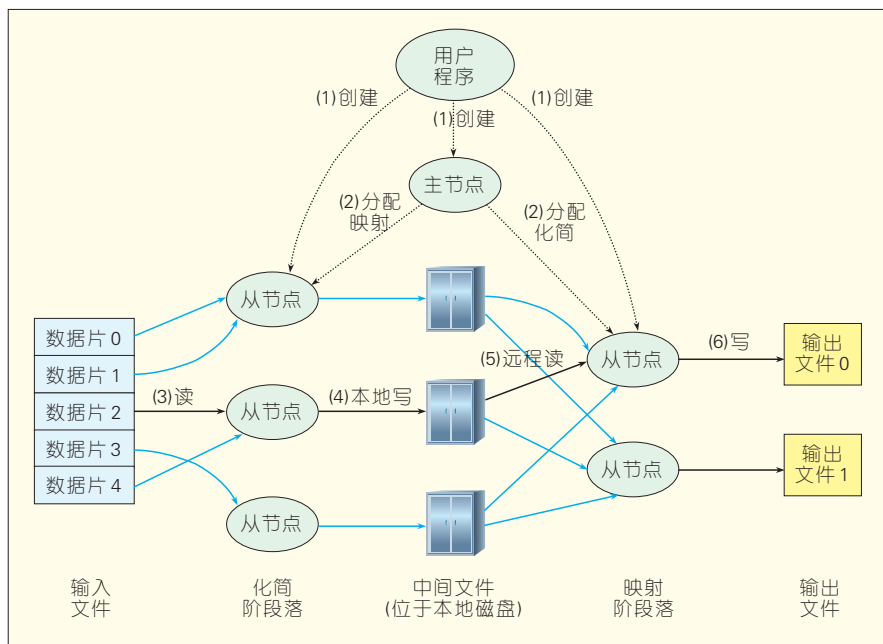 用户
程序
(1)创建
(1)创建
(1)创建
主节点
(2)分配
映射
(2)分配
化简
从节点
数据片 0
数据片 1
数据片 2
数据片 3
数据片 4
(3)读
从节点
(4)本地写
(5)远程读
从节点
(6)写
输出
文件 0
从节点
从节点
输出
文件 1
输入
文件
化简
阶段落
中间文件
(位于本地磁盘)
映射
阶段落
输出
文件